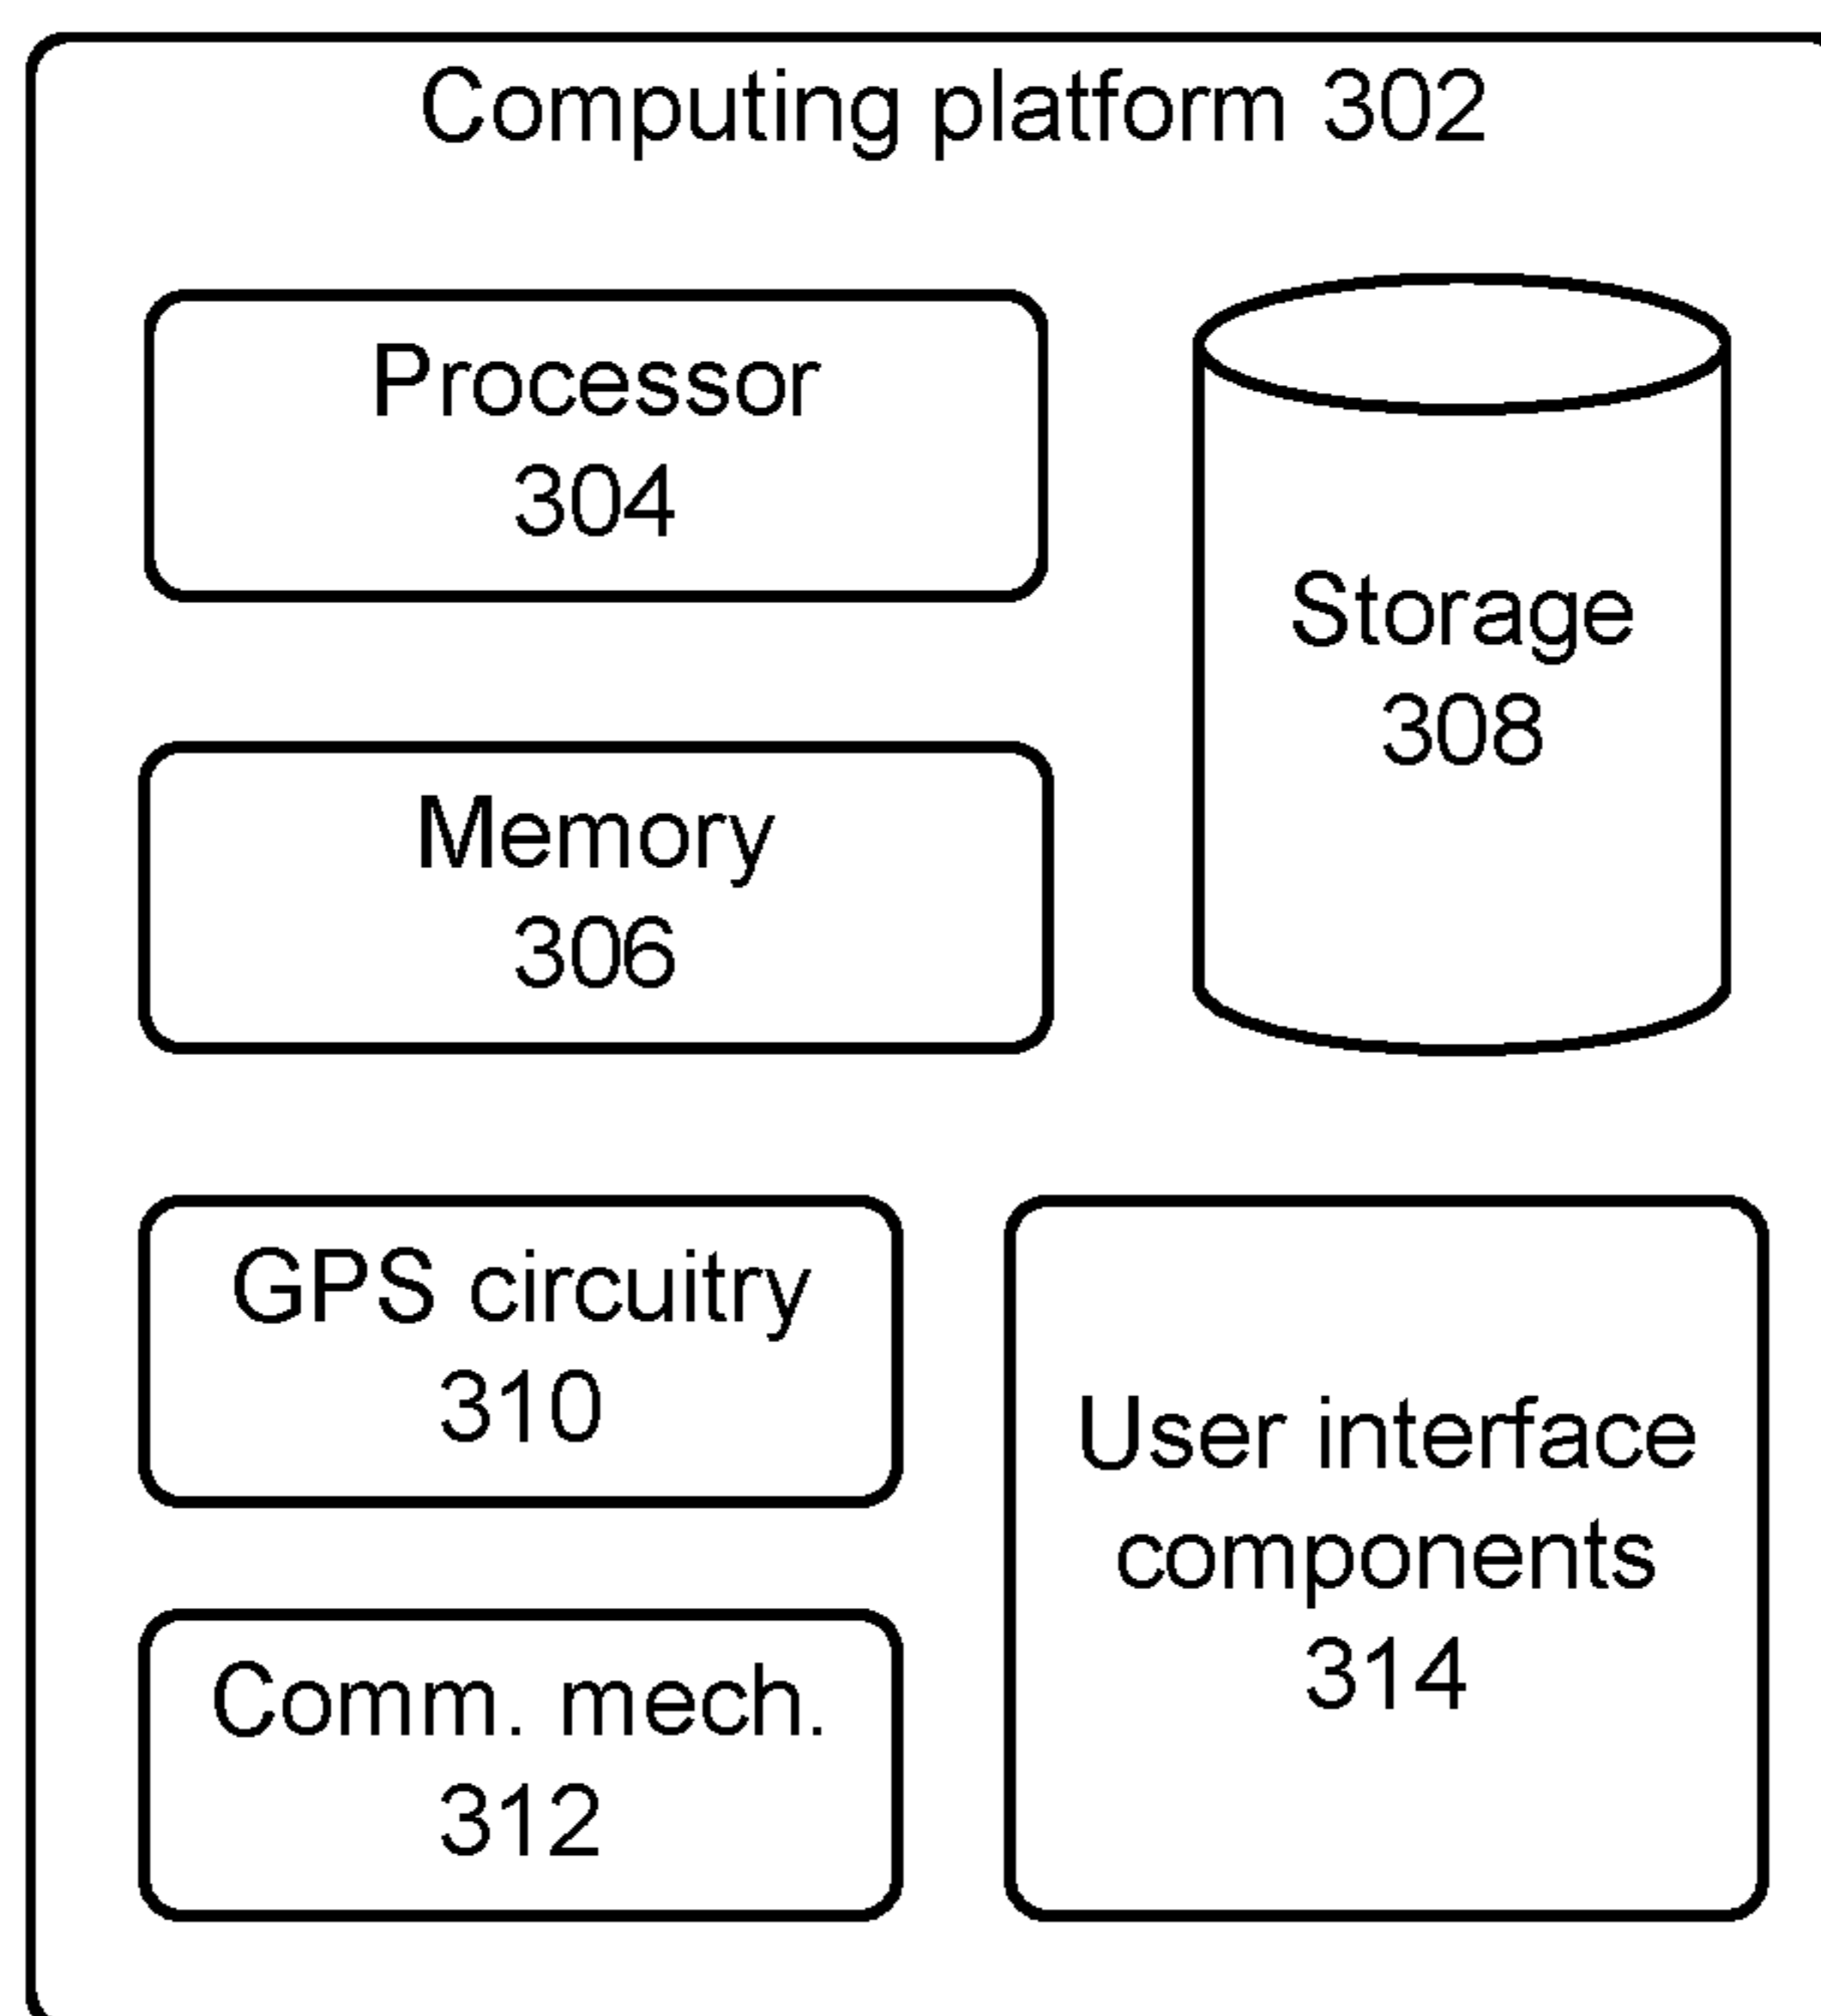 Computing platform 302
Processor
304
Storage
308
Memory
306
GPS circuitry
310
User interface
components
314
Comm. mech.
312